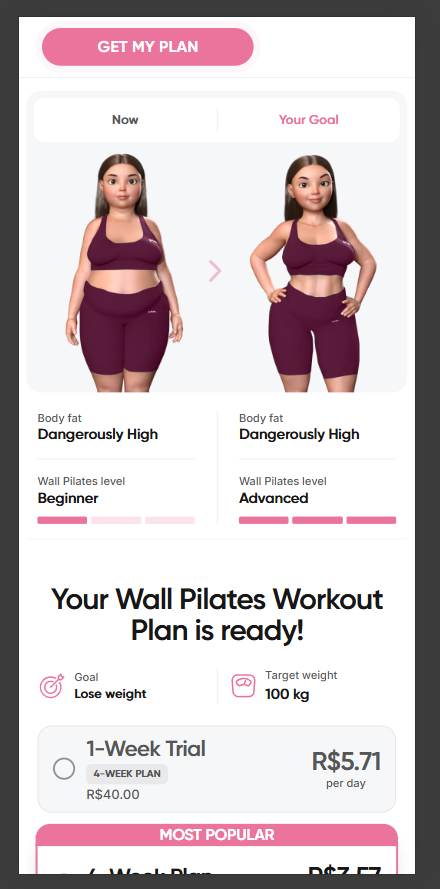 GET MY PLAN
Now
Your Goal
Body fat
Dangerously High
Body fat
Dangerously High
Wall Pilates level
Beginner
Wall Pilates level
Advanced
Your Wall Pilates Workout
Plan is ready!
Goal
Lose weight
Target weight
100 kg
1-Week Trial
4-WEEK PLAN
R$40.00
R$5.71
per day
MOST POPULAR